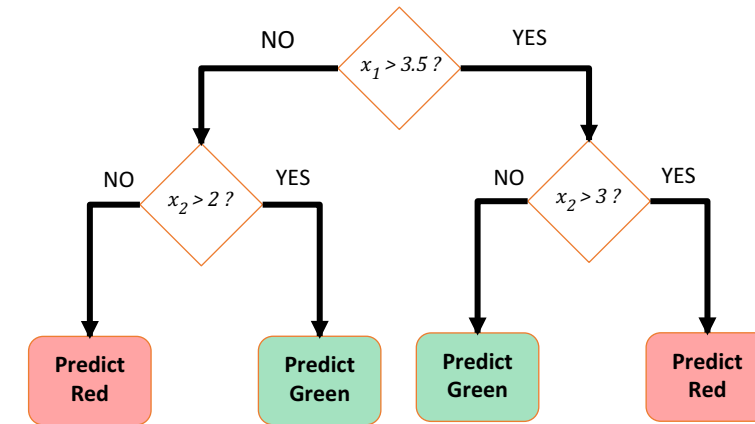 NO
YES
x₁ > 3.5 ?
NO
YES
NO
YES
x₂ > 2 ?
x₂ > 3 ?
Predict
Red
Predict
Green
Predict
Green
Predict
Red